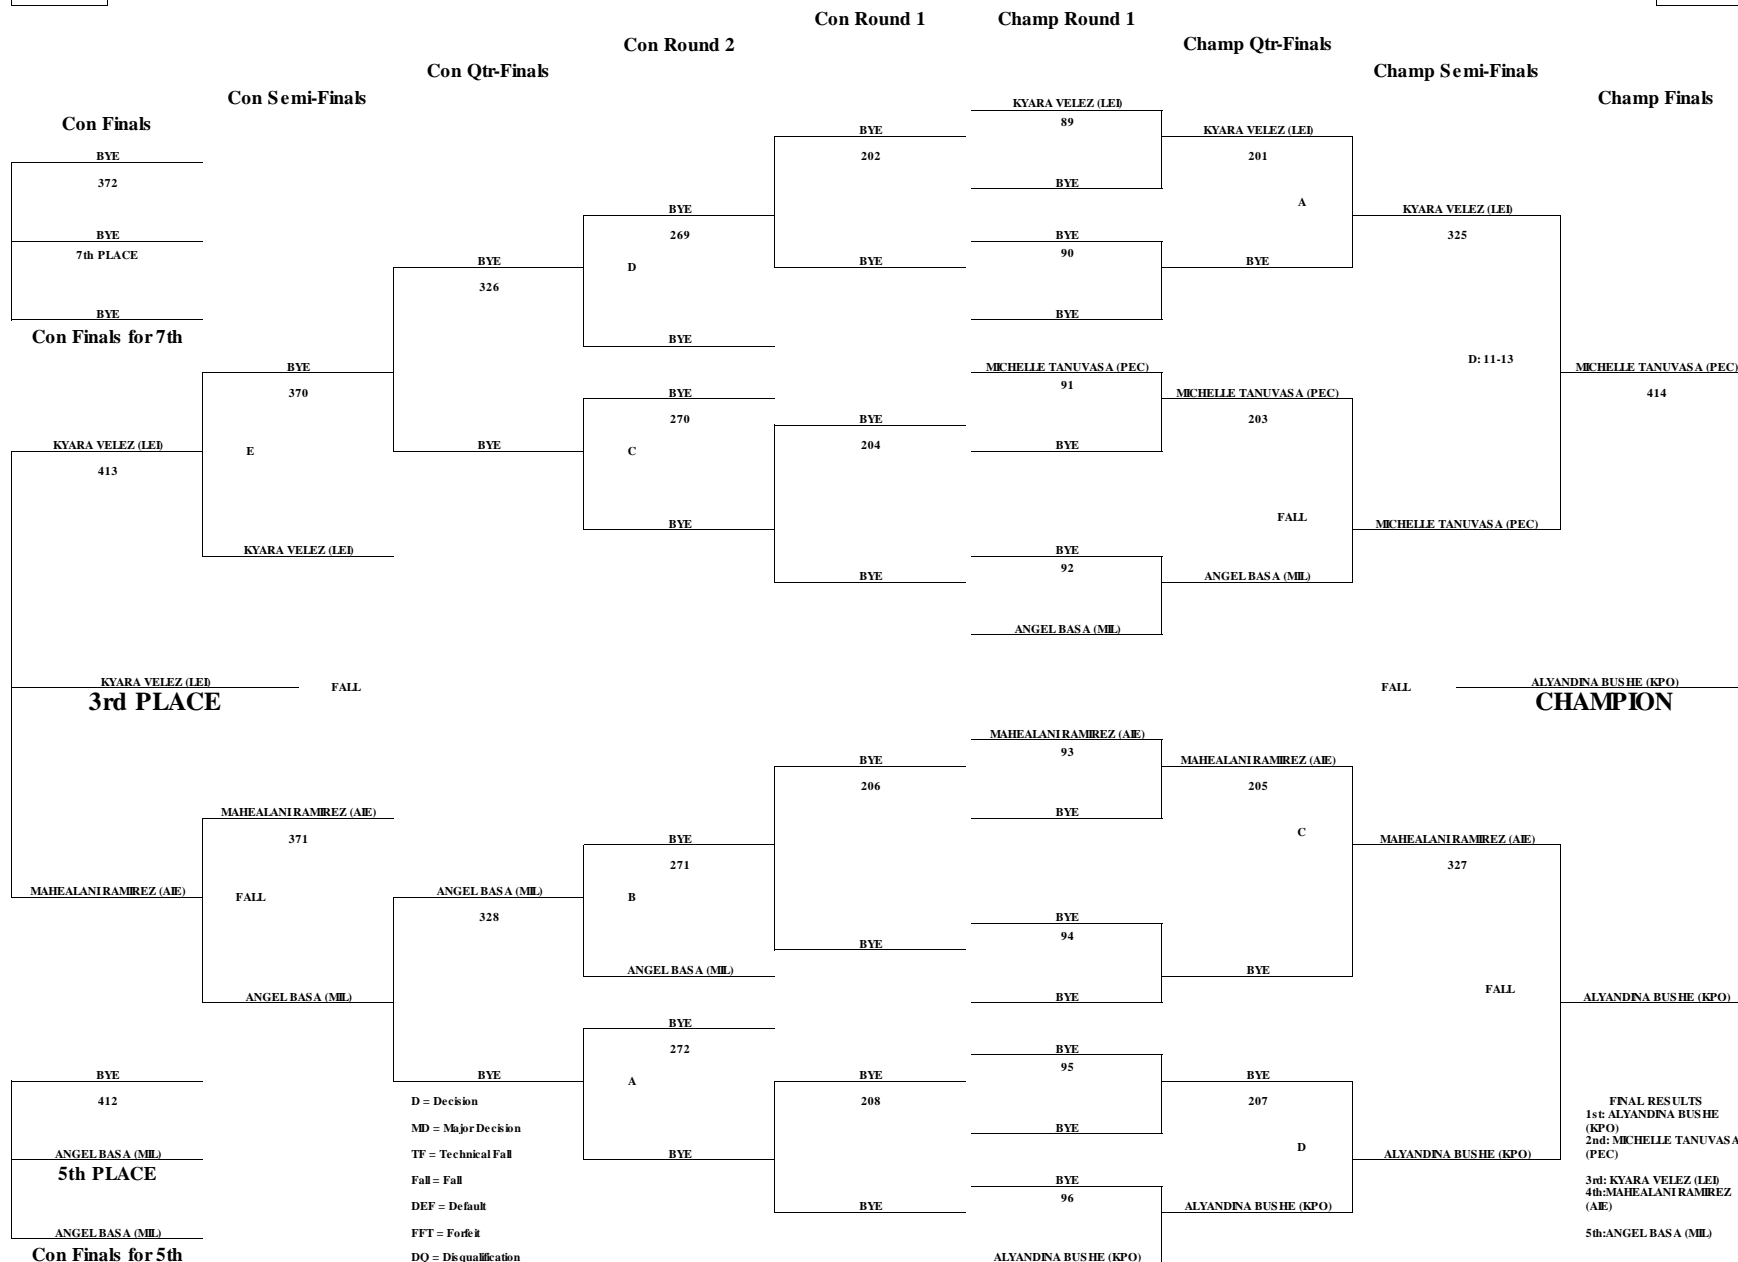 Con Round 1
Champ Round 1
Con Round 2
Champ Qtr-Finals
Con Qtr-Finals
Champ Semi-Finals
Con Semi-Finals
Champ Finals
Con Finals
BYE
372
BYE
7th PLACE
BYE
Con Finals for 7th
KYARA VELEZ (LEI)
413
KYARA VELEZ (LEI)
3rd PLACE
FALL
MAHEALANI RAMIREZ (AIE)
BYE
412
ANGEL BASA (MIL)
5th PLACE
ANGEL BASA (MIL)
Con Finals for 5th
BYE
370
E
KYARA VELEZ (LEI)
MAHEALANI RAMIREZ (AIE)
371
FALL
ANGEL BASA (MIL)
BYE
326
BYE
ANGEL BASA (MIL)
328
BYE
D = Decision
MD = Major Decision
TF = Technical Fall
Fall = Fall
DEF = Default
FFT = Forfeit
DQ = Disqualification
BYE
269
D
BYE
BYE
270
C
BYE
BYE
271
B
ANGEL BASA (MIL)
BYE
272
A
BYE
BYE
202
BYE
BYE
204
BYE
BYE
206
BYE
BYE
208
BYE
KYARA VELEZ (LEI)
89
BYE
BYE
90
BYE
MICHELLE TANUVASA (PEC)
91
BYE
BYE
92
ANGEL BASA (MIL)
MAHEALANI RAMIREZ (AIE)
93
BYE
BYE
94
BYE
BYE
95
BYE
BYE
96
ALYANDINA BUSHE (KPO)
KYARA VELEZ (LEI)
201
A
BYE
MICHELLE TANUVASA (PEC)
203
FALL
ANGEL BASA (MIL)
MAHEALANI RAMIREZ (AIE)
205
C
BYE
BYE
207
D
ALYANDINA BUSHE (KPO)
KYARA VELEZ (LEI)
325
D: 11-13
MICHELLE TANUVASA (PEC)
MAHEALANI RAMIREZ (AIE)
327
FALL
ALYANDINA BUSHE (KPO)
MICHELLE TANUVASA (PEC)
414
FALL
ALYANDINA BUSHE (KPO)
CHAMPION
ALYANDINA BUSHE (KPO)
FINAL RESULTS
1st: ALYANDINA BUSHE
(KPO)
2nd: MICHELLE TANUVASA
(PEC)
3rd: KYARA VELEZ (LEI)
4th:MAHEALANI RAMIREZ
(AIE)
5th:ANGEL BASA (MIL)